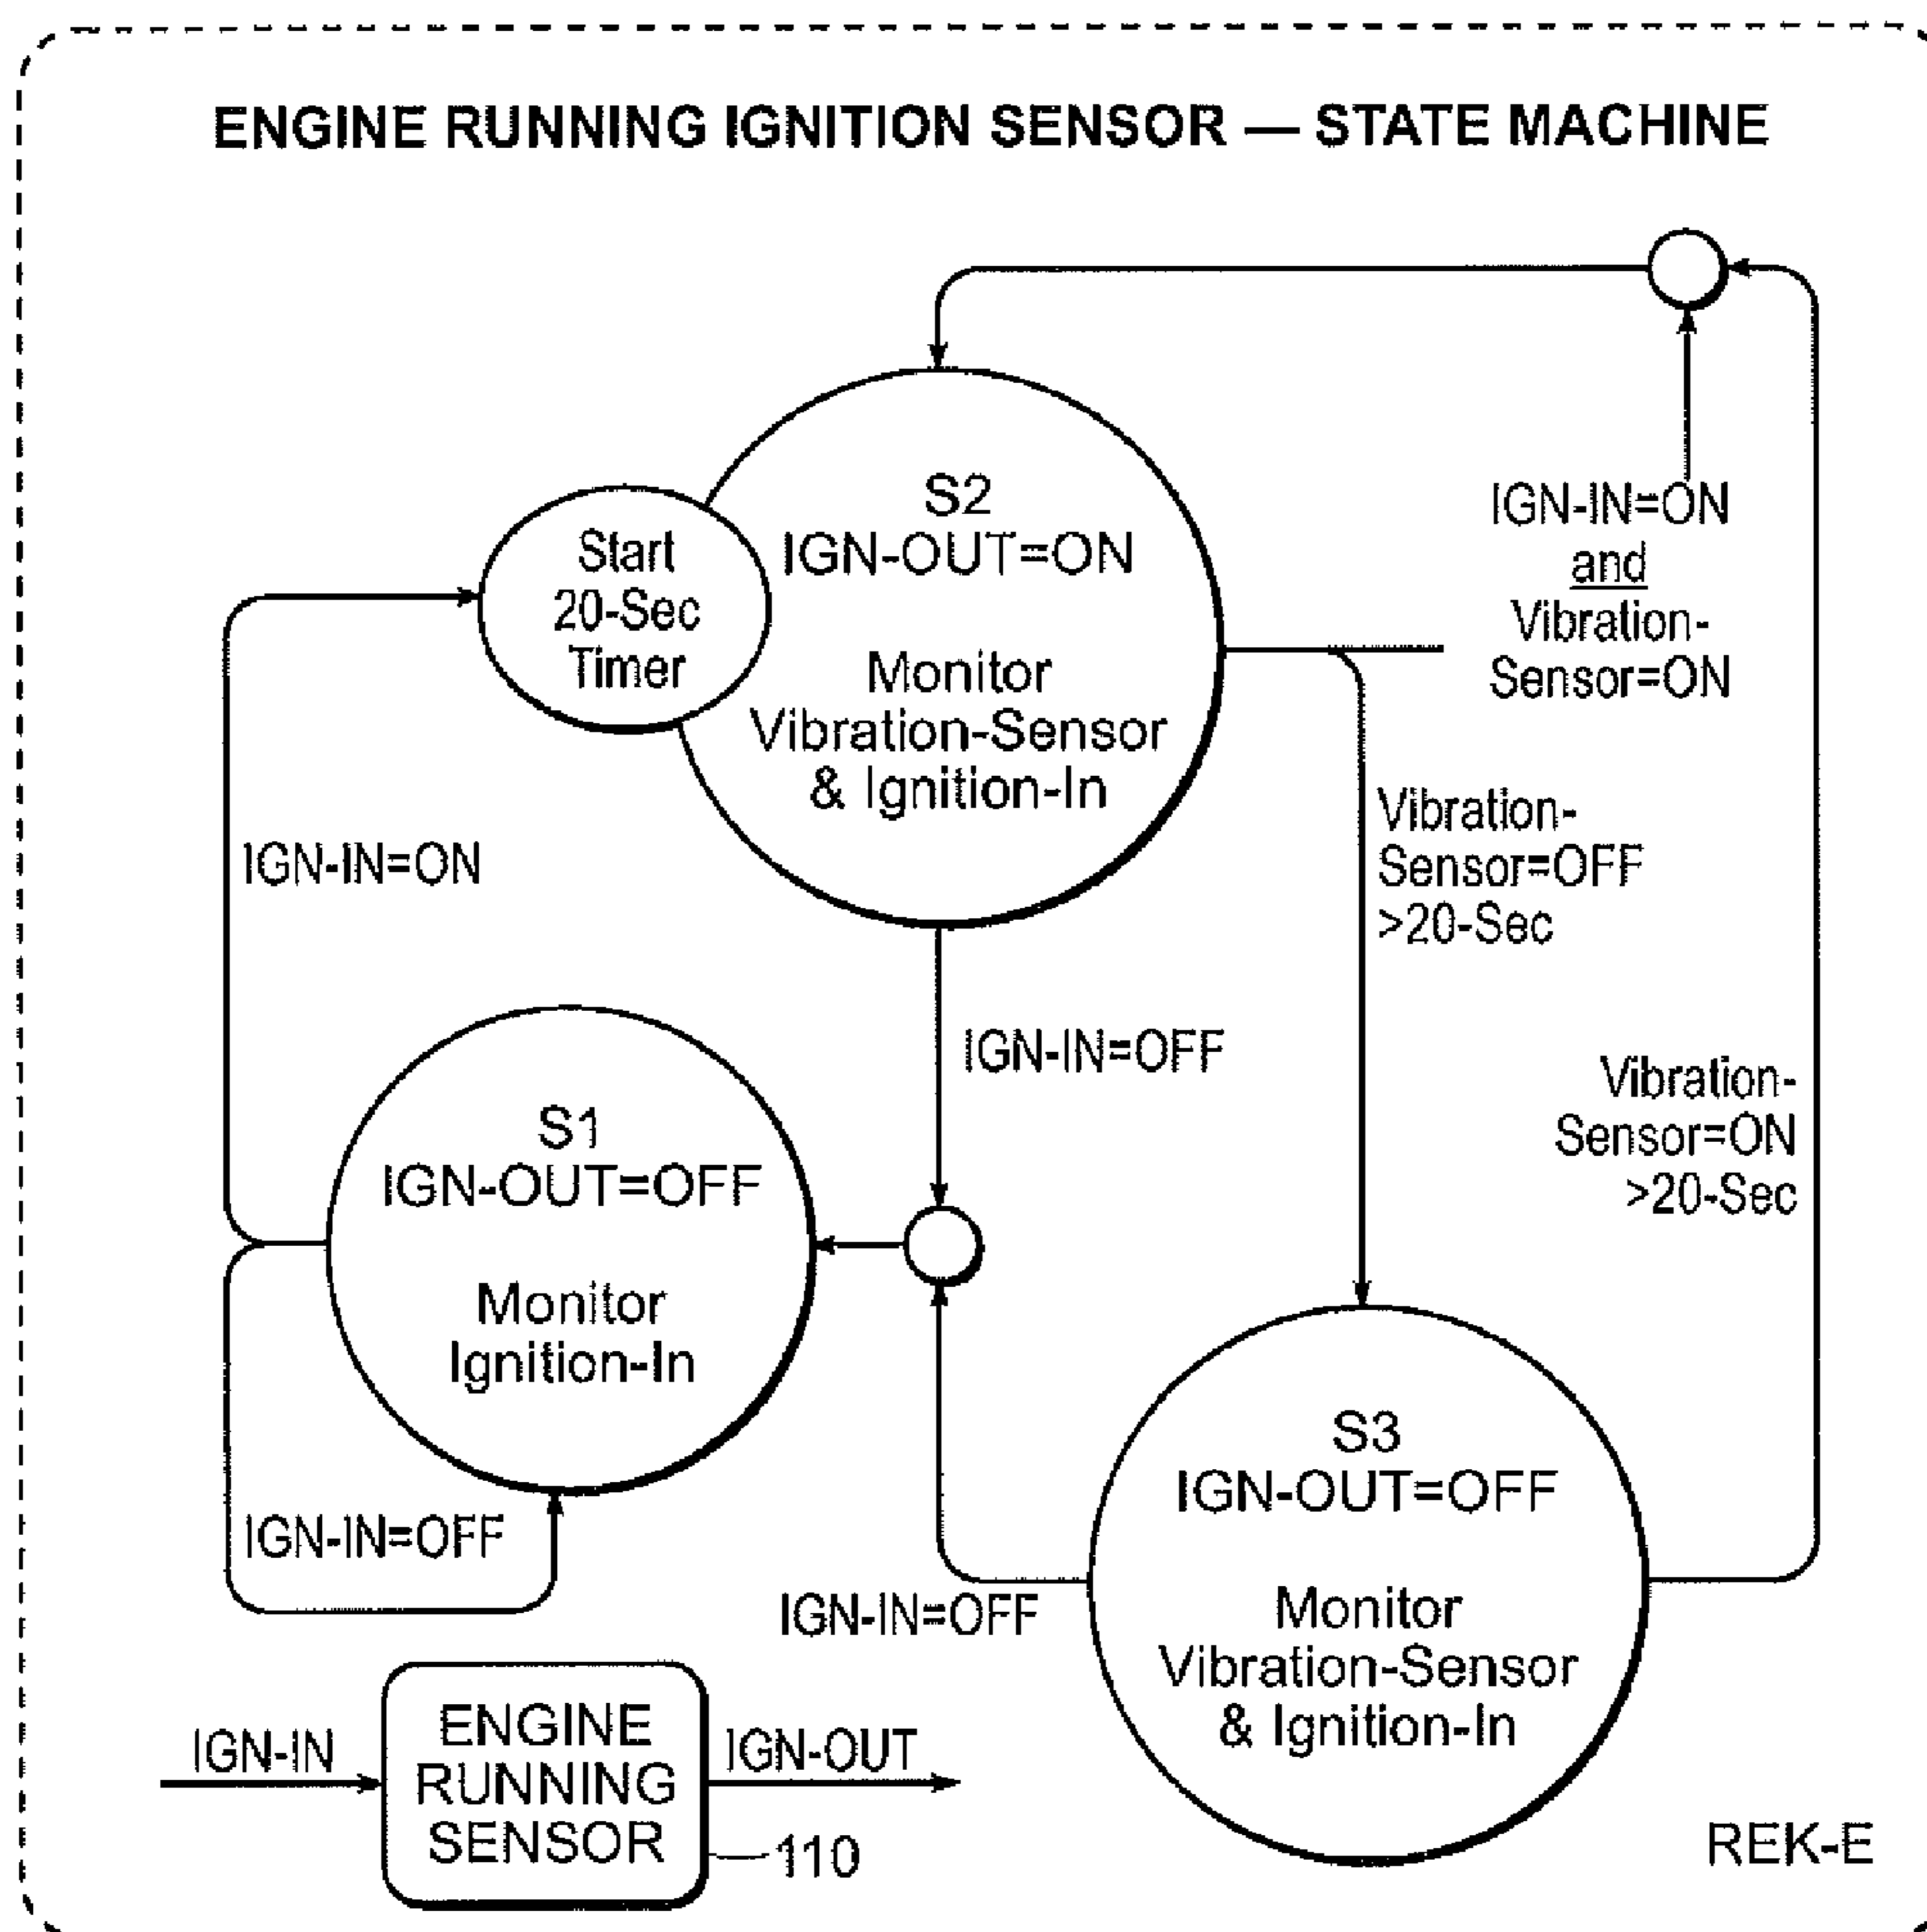 ENGINE RUNNING IGNITION SENSOR — STATE MACHINE
S2
IGN-OUT=ON
Monitor
Vibration-Sensor
& Ignition-In
Start
20-Sec
Timer
IGN-IN=ON
and
Vibration-
Sensor=ON
Vibration-
Sensor=OFF
>20-Sec
IGN-IN=ON
IGN-IN=OFF
Vibration-
Sensor=ON
>20-Sec
S1
IGN-OUT=OFF
Monitor
Ignition-In
IGN-IN=OFF
S3
IGN-OUT=OFF
Monitor
Vibration-Sensor
& Ignition-In
IGN-IN=OFF
IGN-IN
ENGINE
RUNNING
SENSOR
IGN-OUT
110
REK-E